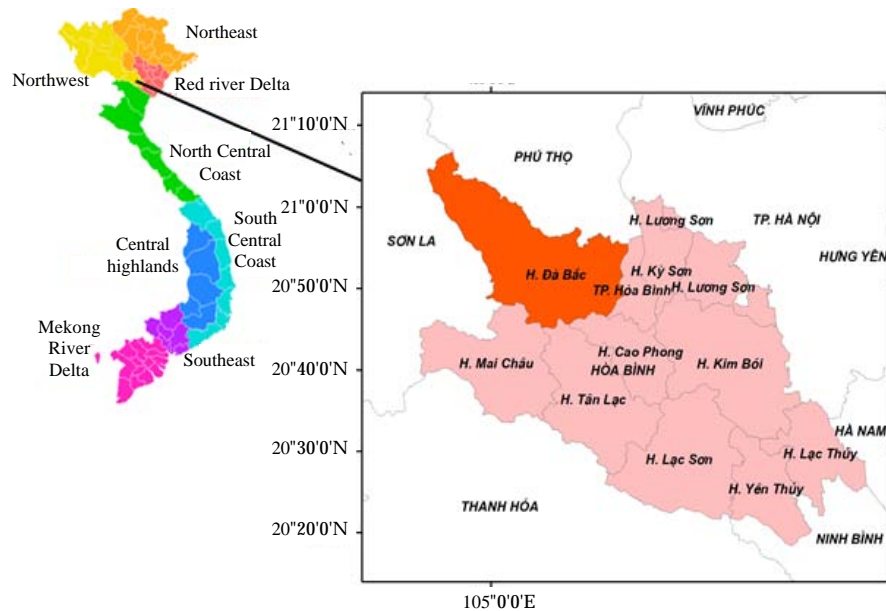 Northeast
Northwest
Red river Delta
North Central
Coast
South
Central
Coast
Central
highlands
Mekong
River
Delta
Southeast
21"10'0'N
21"0'0'N
20"50'0'N
20"40'0'N
20"30'0'N
20"20'0'N
105"0'0'E
VĨNH PHÚC
PHÚ THỌ
H. Lương Sơn
TP. HÀ NỘI
SƠN LA
HƯNG YÊN
H. Đà Bắc
H. Kỳ Sơn
TP. Hòa Bình
H. Lương Sơn
H. Mai Châu
H. Cao Phong
HÒA BÌNH
H. Kim Bôi
H. Tân Lạc
HÀ NAM
H. Lạc Sơn
H. Lạc Thủy
H. Yên Thủy
THANH HÓA
NINH BÌNH